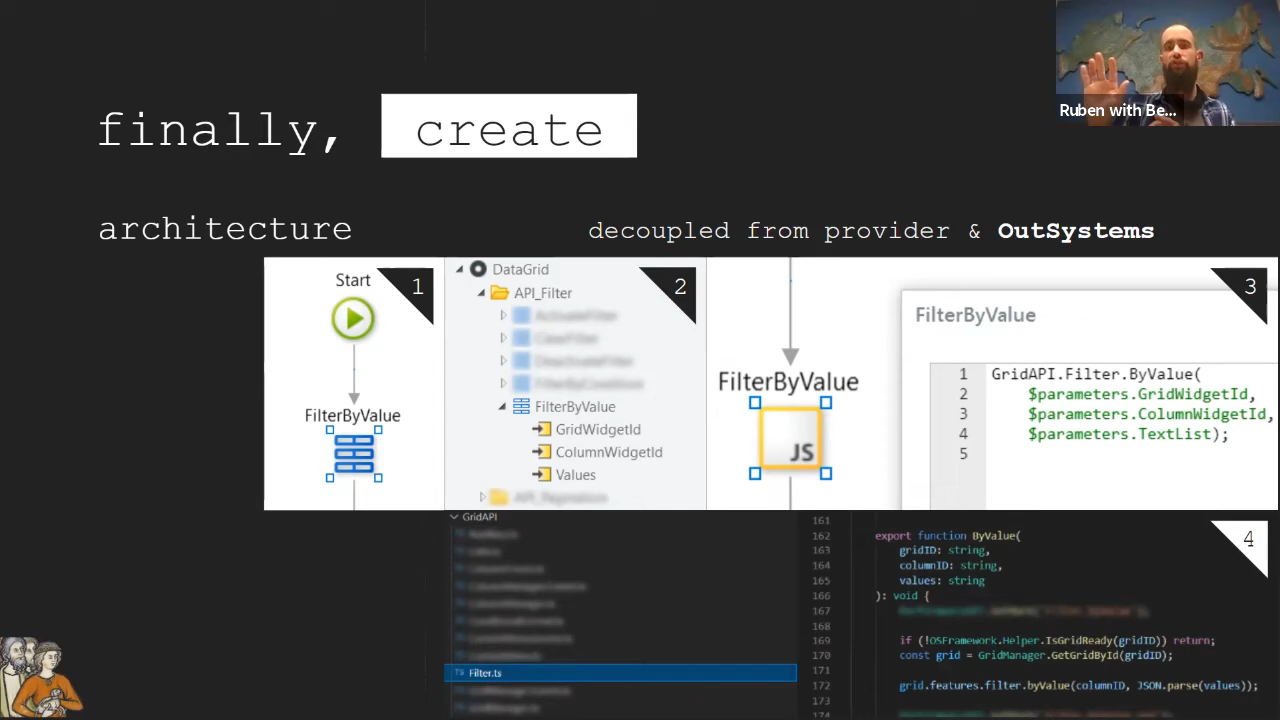 Ruben with Be...
finally, create
architecture
decoupled from provider & OutSystems
Start
FilterByValue
1
DataGrid
API_Filter
FilterByValue
GridWidgetId
ColumnWidgetId
Values
2
FilterByValue
JS
FilterByValue
1 GridAPI.Filter.ByValue(
2 $parameters.GridWidgetId,
3 $parameters.ColumnWidgetId,
4 $parameters.TextList);
5
3
GridAPI
TS Filter.ts
161
162 export function ByValue(
163 gridID: string,
164 columnID: string,
165 values: string
166 ): void {
167
168
169 if (!OSFramework.Helper.IsGridReady(gridID)) return;
170 const grid = GridManager.GetGridById(gridID);
171
172 grid.features.filter.byValue(columnID, JSON.parse(values));
173
174
4